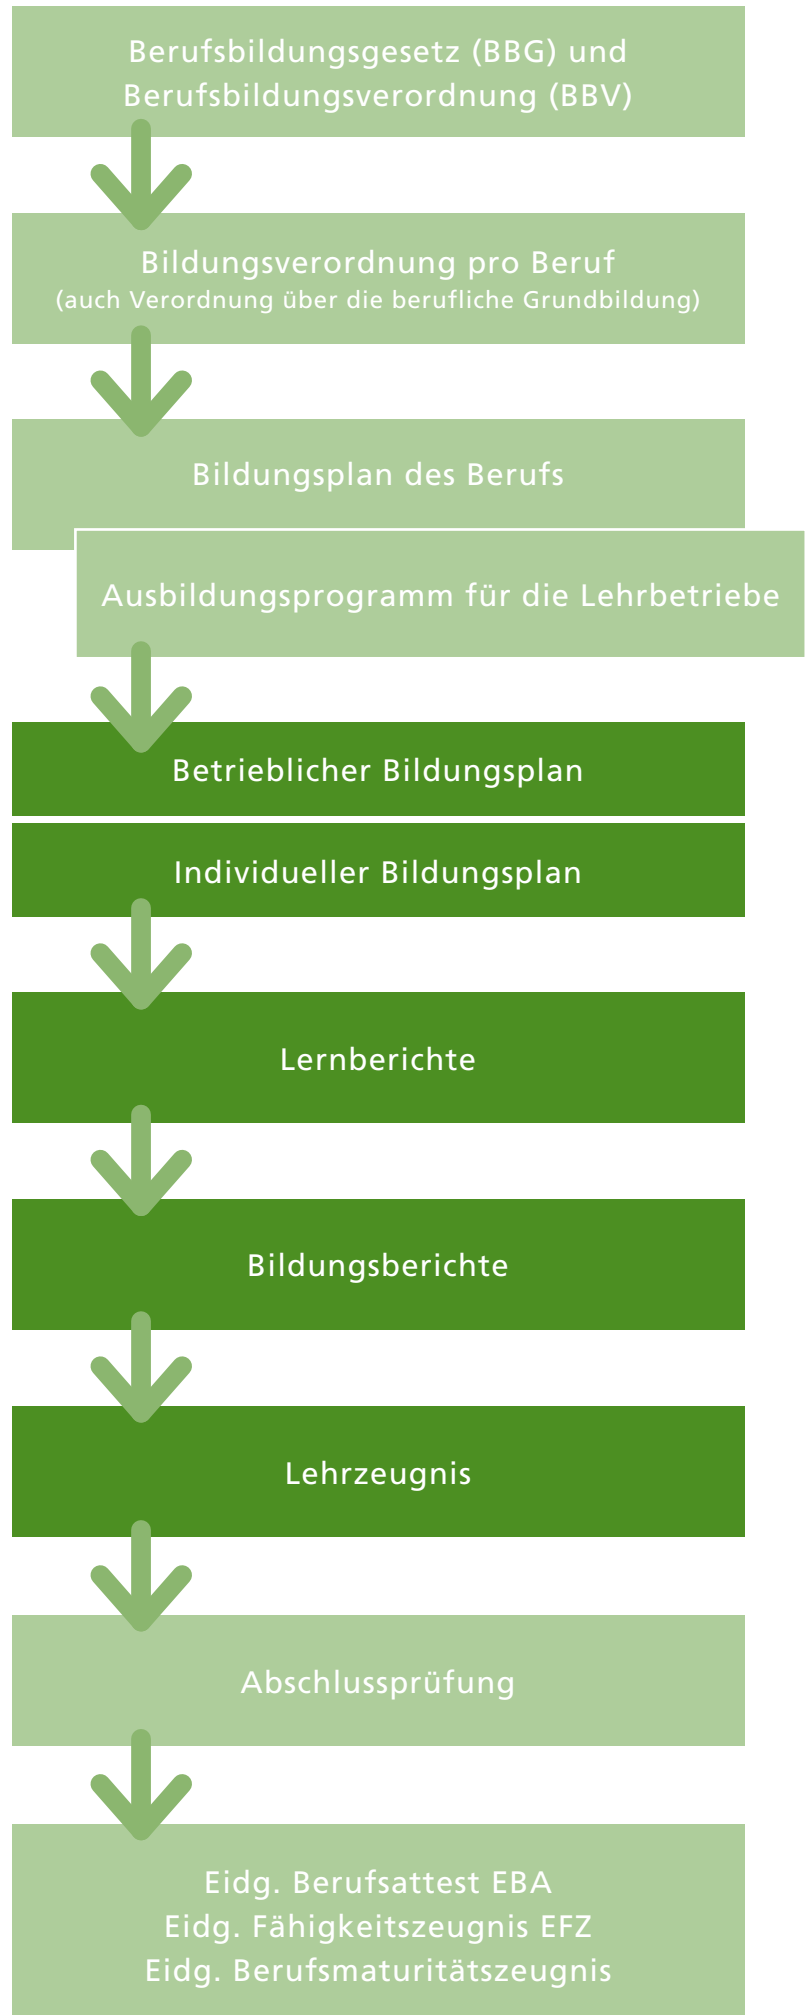 Berufsbildungsgesetz (BBG) und
Berufsbildungsverordnung (BBV)
Bildungsverordnung pro Beruf
(auch Verordnung über die berufliche Grundbildung)
Bildungsplan des Berufs
Ausbildungsprogramm für die Lehrbetriebe
Betrieblicher Bildungsplan
Individueller Bildungsplan
Lernberichte
Bildungsberichte
Lehrzeugnis
Abschlussprüfung
Eidg. Berufsattest EBA
Eidg. Fähigkeitszeugnis EFZ
Eidg. Berufsmaturitätszeugnis